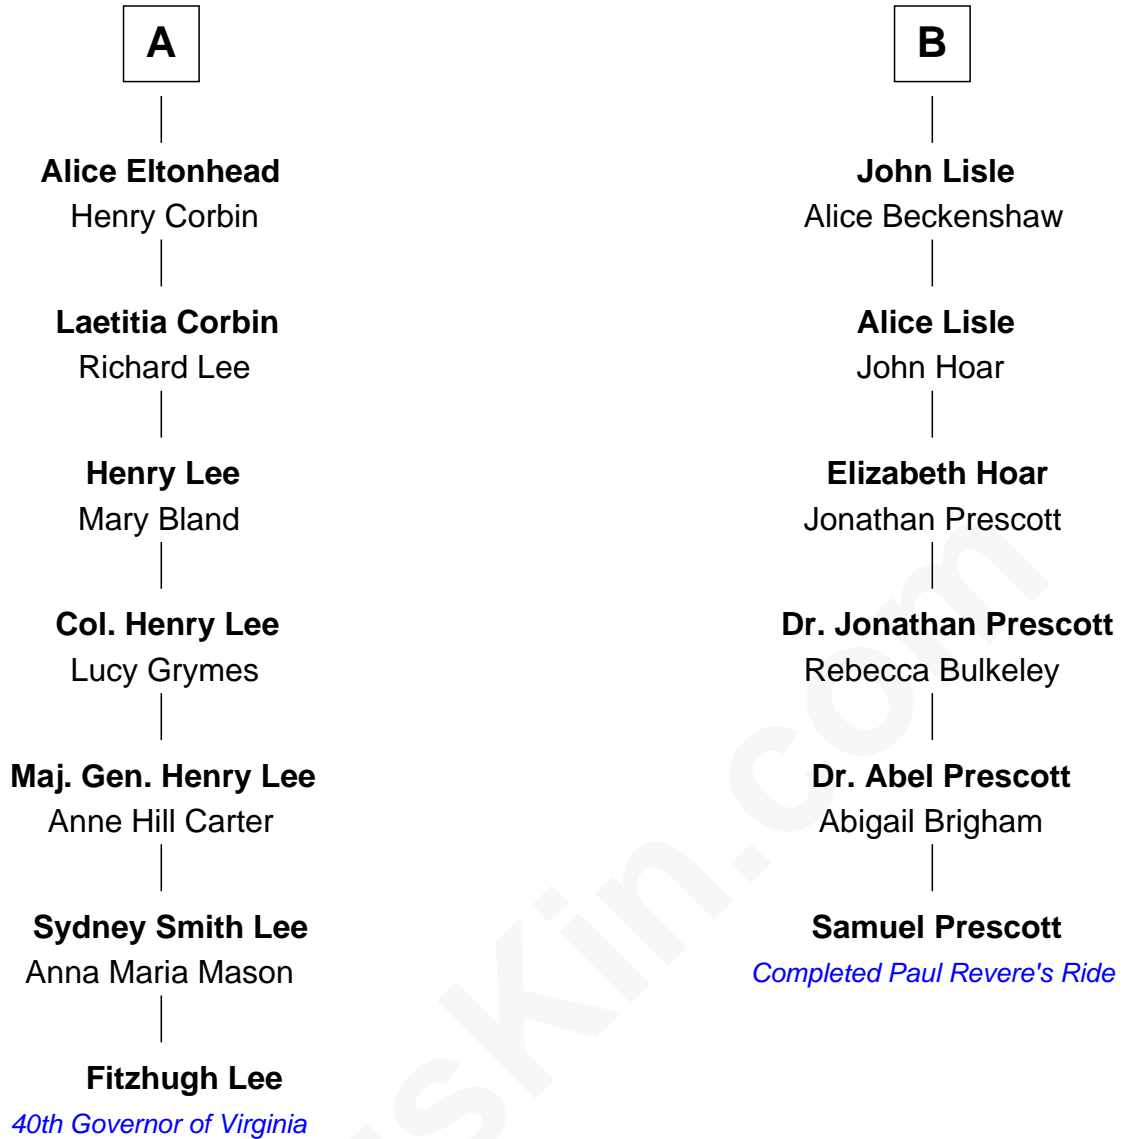 A
Alice Eltonhead
Henry Corbin
Laetitia Corbin
Richard Lee
Henry Lee
Mary Bland
Col. Henry Lee
Lucy Grymes
Maj. Gen. Henry Lee
Anne Hill Carter
Sydney Smith Lee
Anna Maria Mason
Fitzhugh Lee
40th Governor of Virginia
B
John Lisle
Alice Beckenshaw
Alice Lisle
John Hoar
Elizabeth Hoar
Jonathan Prescott
Dr. Jonathan Prescott
Rebecca Bulkeley
Dr. Abel Prescott
Abigail Brigham
Samuel Prescott
Completed Paul Revere's Ride
usKin.com